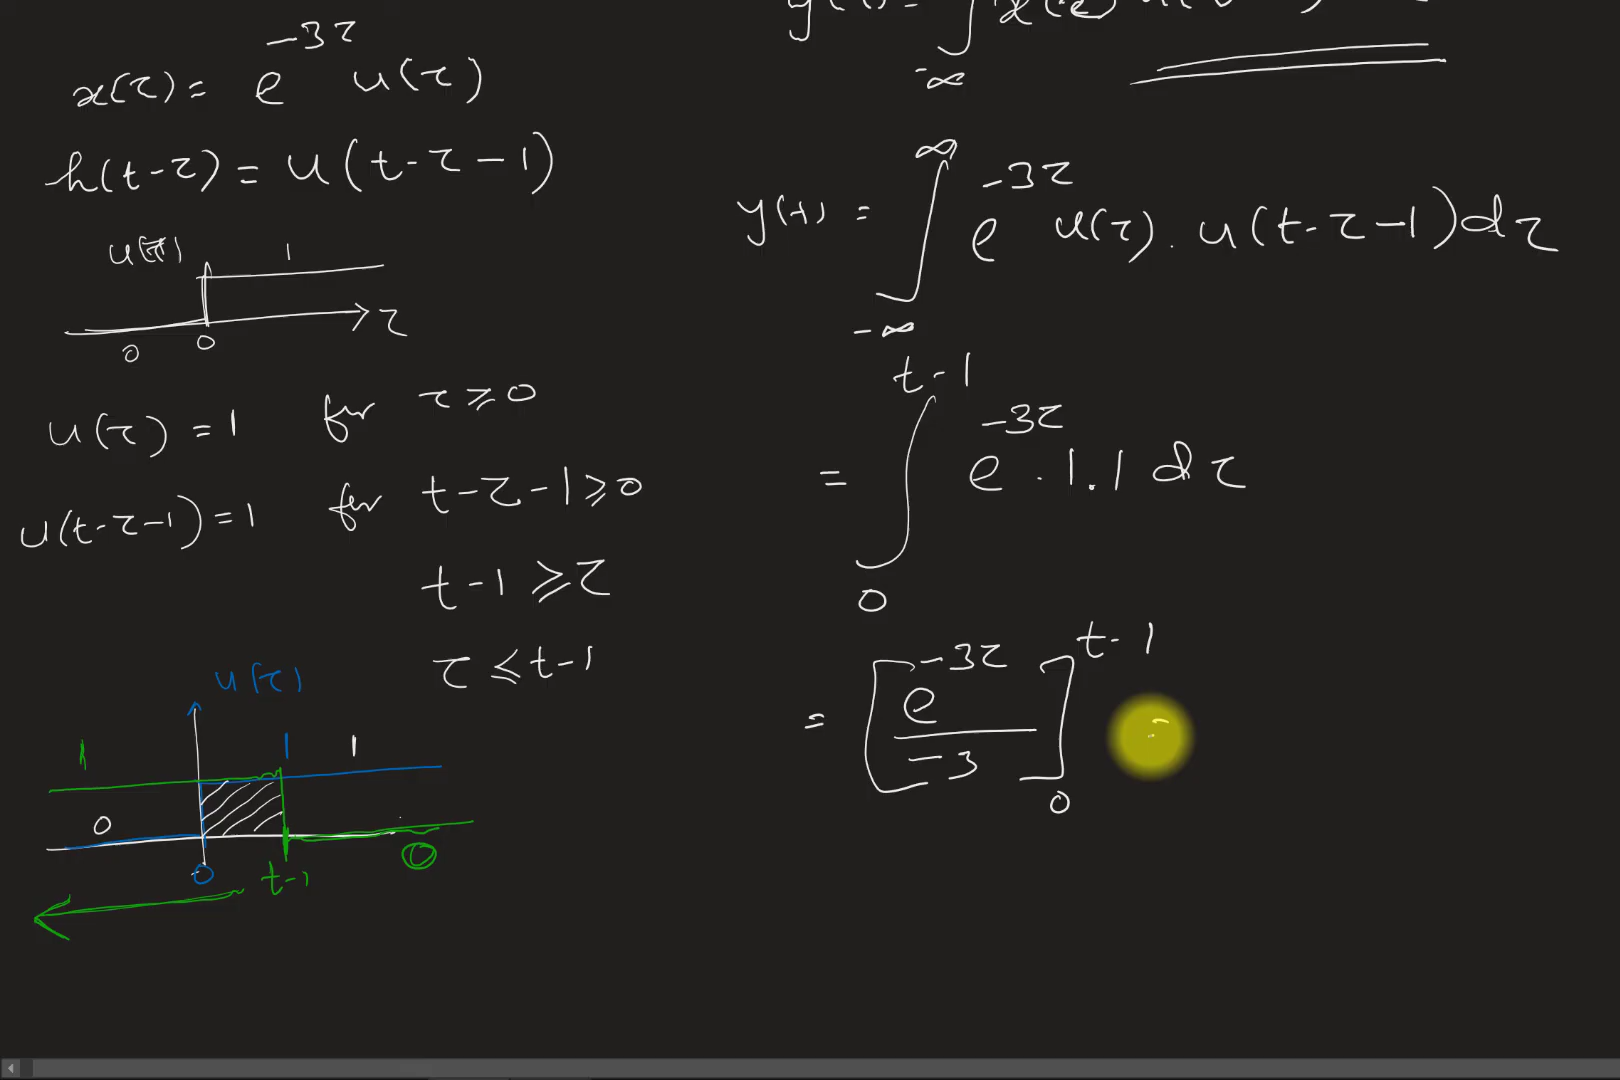 x(τ) = e^{-3τ} u(τ)
h(t-τ) = u(t-τ-1)
1
τ
0 0
u(τ) = 1 for τ ≥ 0
u(t-τ-1) = 1 for t-τ-1 ≥ 0
t-1 ≥ τ
τ ≤ t-1
u(τ)
1 1 1
0
0 t-1 0
-∞
y(t) = ∫_{-∞}^{∞} e^{-3τ} u(τ) . u(t-τ-1) dτ
= ∫_{0}^{t-1} e^{-3τ} . 1 . 1 dτ
= [e^{-3τ} / -3]_{0}^{t-1}